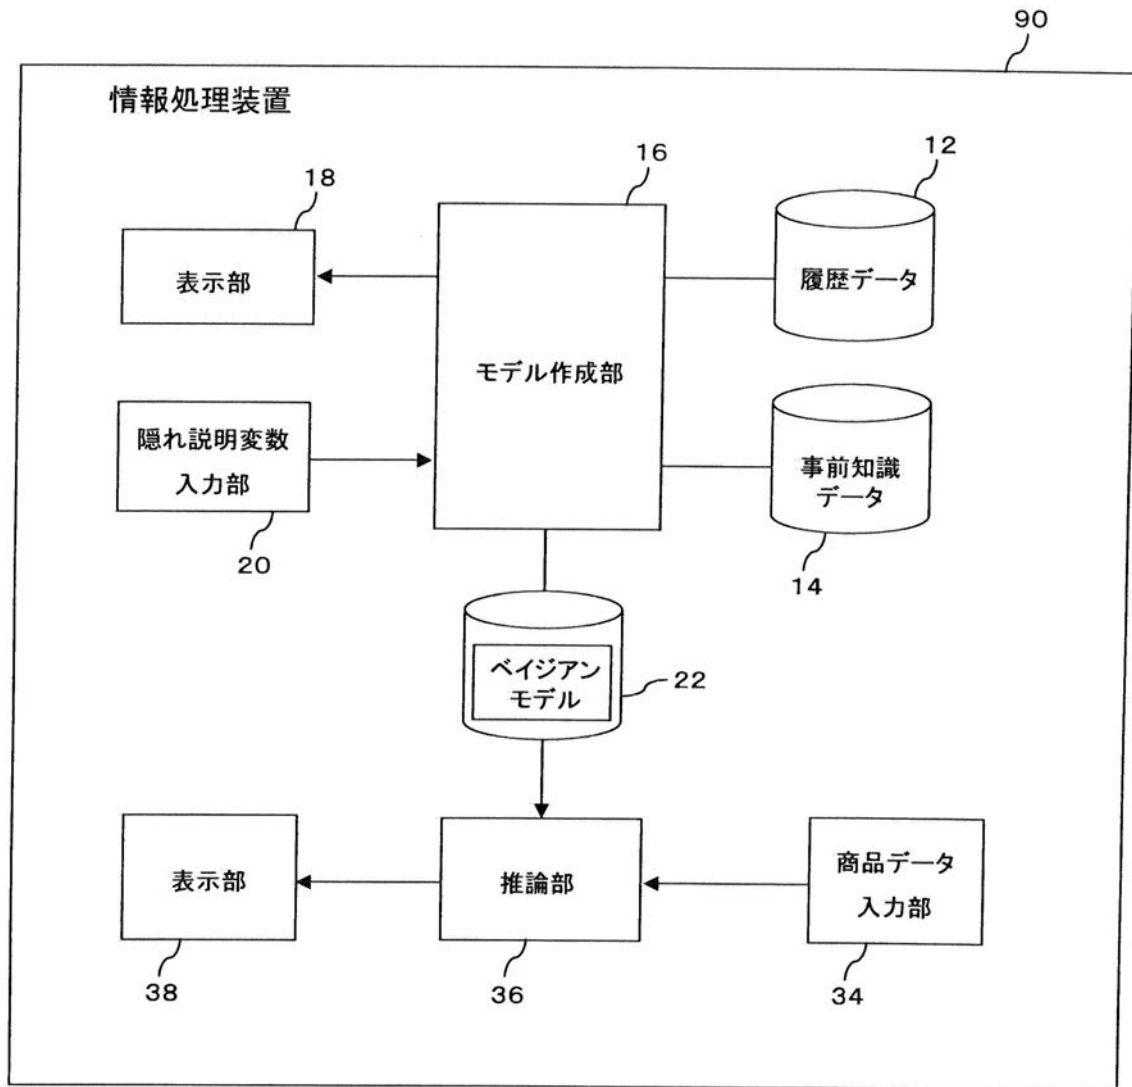 90
情報処理装置
16
12
18
表示部
履歴データ
モデル作成部
隠れ説明変数
入力部
事前知識
データ
20
14
ベイジアン
モデル
22
表示部
推論部
商品データ
入力部
38
36
34